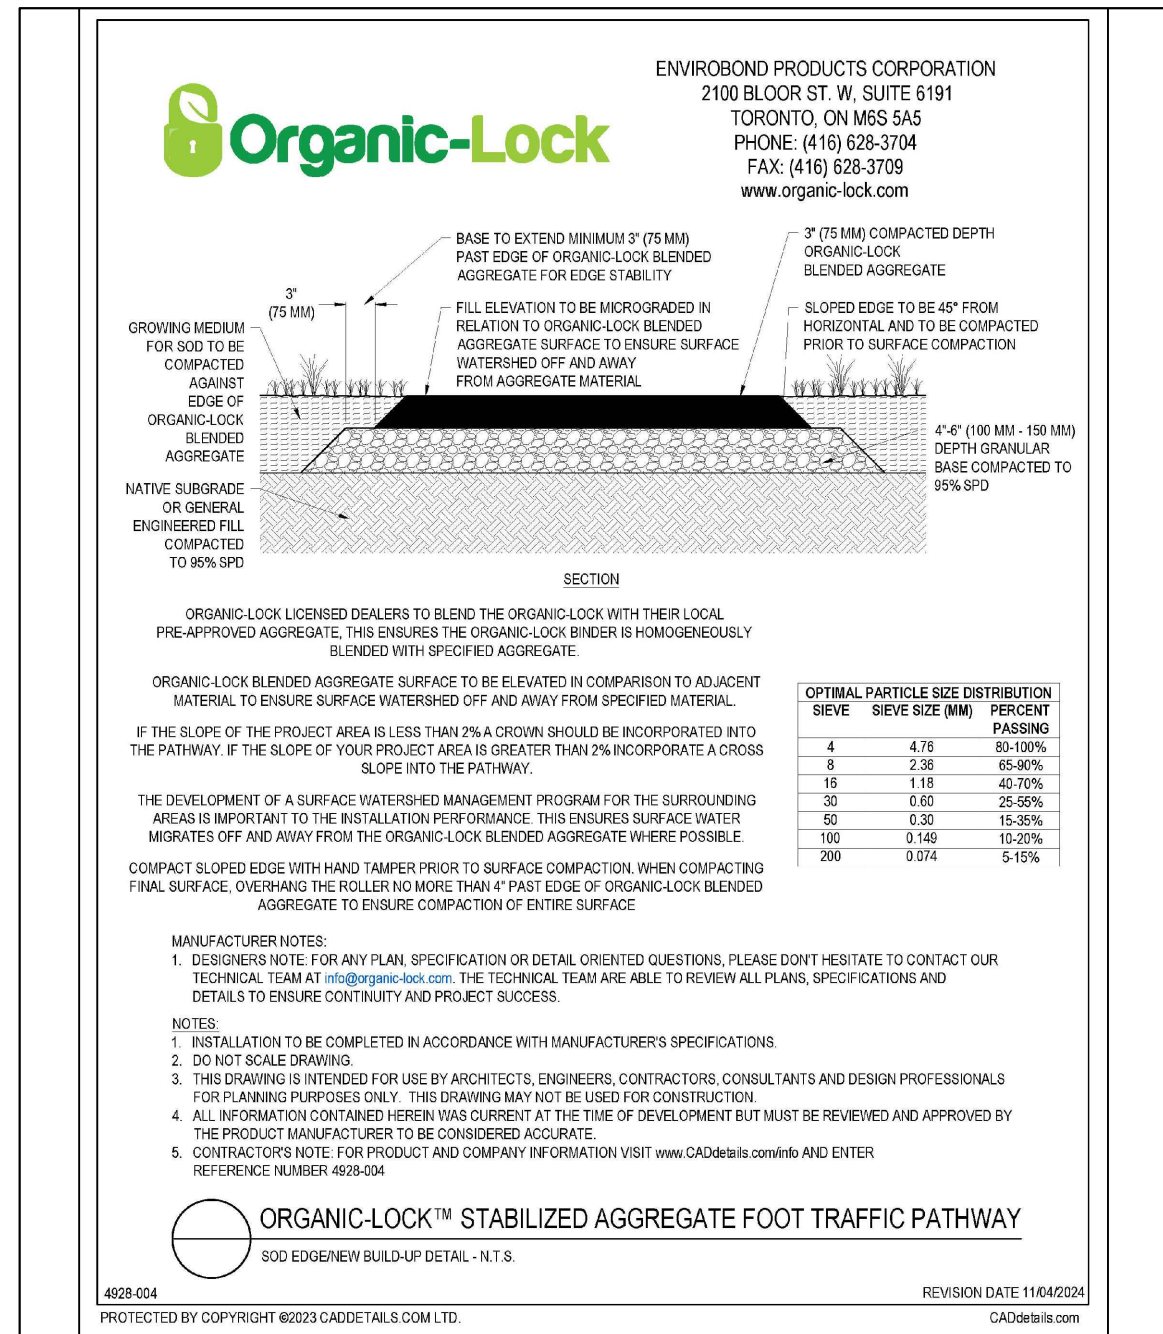 Organic-Lock
ENVIROBOND PRODUCTS CORPORATION
2100 BLOOR ST. W, SUITE 6191
TORONTO, ON M6S 5A5
PHONE: (416) 628-3704
FAX: (416) 628-3709
www.organic-lock.com
BASE TO EXTEND MINIMUM 3" (75 MM)
PAST EDGE OF ORGANIC-LOCK BLENDED
AGGREGATE FOR EDGE STABILITY
3" (75 MM) COMPACTED DEPTH
ORGANIC-LOCK
BLENDED AGGREGATE
3"
(75 MM)
FILL ELEVATION TO BE MICROGRADED IN
RELATION TO ORGANIC-LOCK BLENDED
AGGREGATE SURFACE TO ENSURE SURFACE
WATERSHED OFF AND AWAY
FROM AGGREGATE MATERIAL
SLOPED EDGE TO BE 45° FROM
HORIZONTAL AND TO BE COMPACTED
PRIOR TO SURFACE COMPACTION
GROWING MEDIUM
FOR SOD TO BE
COMPACTED
AGAINST
EDGE OF
ORGANIC-LOCK
BLENDED
AGGREGATE
4"-6" (100 MM - 150 MM)
DEPTH GRANULAR
BASE COMPACTED TO
95% SPD
NATIVE SUBGRADE
OR GENERAL
ENGINEERED FILL
COMPACTED
TO 95% SPD
SECTION
ORGANIC-LOCK LICENSED DEALERS TO BLEND THE ORGANIC-LOCK WITH THEIR LOCAL
PRE-APPROVED AGGREGATE, THIS ENSURES THE ORGANIC-LOCK BINDER IS HOMOGENEOUSLY
BLENDED WITH SPECIFIED AGGREGATE.
ORGANIC-LOCK BLENDED AGGREGATE SURFACE TO BE ELEVATED IN COMPARISON TO ADJACENT
MATERIAL TO ENSURE SURFACE WATERSHED OFF AND AWAY FROM SPECIFIED MATERIAL.
IF THE SLOPE OF THE PROJECT AREA IS LESS THAN 2% A CROWN SHOULD BE INCORPORATED INTO
THE PATHWAY. IF THE SLOPE OF YOUR PROJECT AREA IS GREATER THAN 2% INCORPORATE A CROSS
SLOPE INTO THE PATHWAY.
THE DEVELOPMENT OF A SURFACE WATERSHED MANAGEMENT PROGRAM FOR THE SURROUNDING
AREAS IS IMPORTANT TO THE INSTALLATION PERFORMANCE. THIS ENSURES SURFACE WATER
MIGRATES OFF AND AWAY FROM THE ORGANIC-LOCK BLENDED AGGREGATE WHERE POSSIBLE.
COMPACT SLOPED EDGE WITH HAND TAMPER PRIOR TO SURFACE COMPACTION. WHEN COMPACTING
FINAL SURFACE, OVERHANG THE ROLLER NO MORE THAN 4" PAST EDGE OF ORGANIC-LOCK BLENDED
AGGREGATE TO ENSURE COMPACTION OF ENTIRE SURFACE
OPTIMAL PARTICLE SIZE DISTRIBUTION
SIEVE SIEVE SIZE (MM) PERCENT
PASSING
4 4.76 80-100%
8 2.36 65-90%
16 1.18 40-70%
30 0.60 25-55%
50 0.30 15-35%
100 0.149 10-20%
200 0.074 5-15%
MANUFACTURER NOTES:
1. DESIGNERS NOTE: FOR ANY PLAN, SPECIFICATION OR DETAIL ORIENTED QUESTIONS, PLEASE DON'T HESITATE TO CONTACT OUR
TECHNICAL TEAM AT info@organic-lock.com. THE TECHNICAL TEAM ARE ABLE TO REVIEW ALL PLANS, SPECIFICATIONS AND
DETAILS TO ENSURE CONTINUITY AND PROJECT SUCCESS.
NOTES:
1. INSTALLATION TO BE COMPLETED IN ACCORDANCE WITH MANUFACTURER'S SPECIFICATIONS.
2. DO NOT SCALE DRAWING.
3. THIS DRAWING IS INTENDED FOR USE BY ARCHITECTS, ENGINEERS, CONTRACTORS, CONSULTANTS AND DESIGN PROFESSIONALS
FOR PLANNING PURPOSES ONLY. THIS DRAWING MAY NOT BE USED FOR CONSTRUCTION.
4. ALL INFORMATION CONTAINED HEREIN WAS CURRENT AT THE TIME OF DEVELOPMENT BUT MUST BE REVIEWED AND APPROVED BY
THE PRODUCT MANUFACTURER TO BE CONSIDERED ACCURATE.
5. CONTRACTOR'S NOTE: FOR PRODUCT AND COMPANY INFORMATION VISIT www.CADdetails.com/info AND ENTER
REFERENCE NUMBER 4928-004
ORGANIC-LOCK™ STABILIZED AGGREGATE FOOT TRAFFIC PATHWAY
SOD EDGE/NEW BUILD-UP DETAIL - N.T.S.
4928-004
REVISION DATE 11/04/2024
PROTECTED BY COPYRIGHT ©2023 CADDETAILS.COM LTD.
CADdetails.com